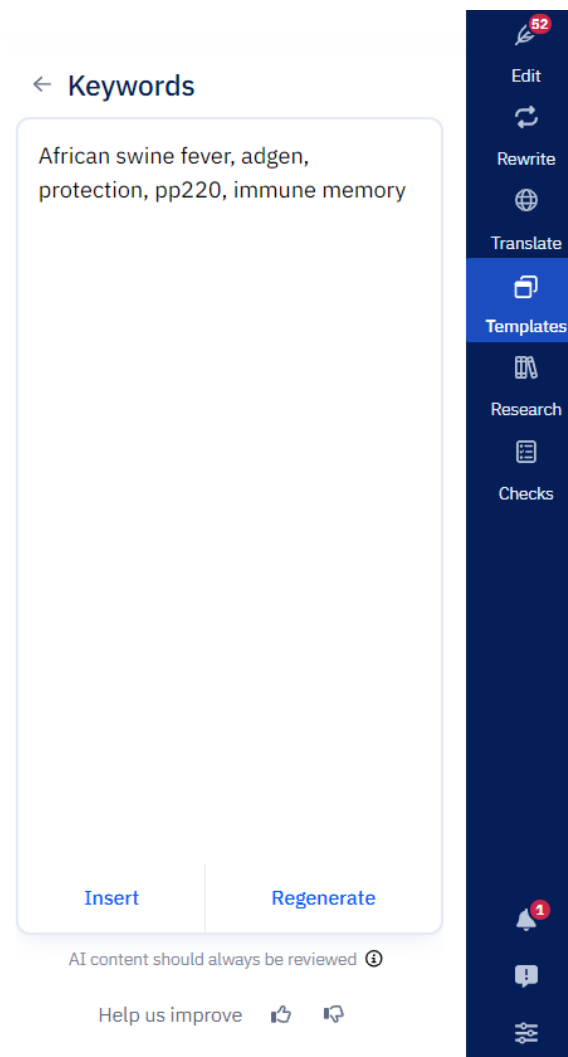 Keywords
African swine fever, adgen,
protection, pp220, immune memory
Insert
Regenerate
AI content should always be reviewed
Help us improve
52
Edit
Rewrite
Translate
Templates
Research
Checks
1